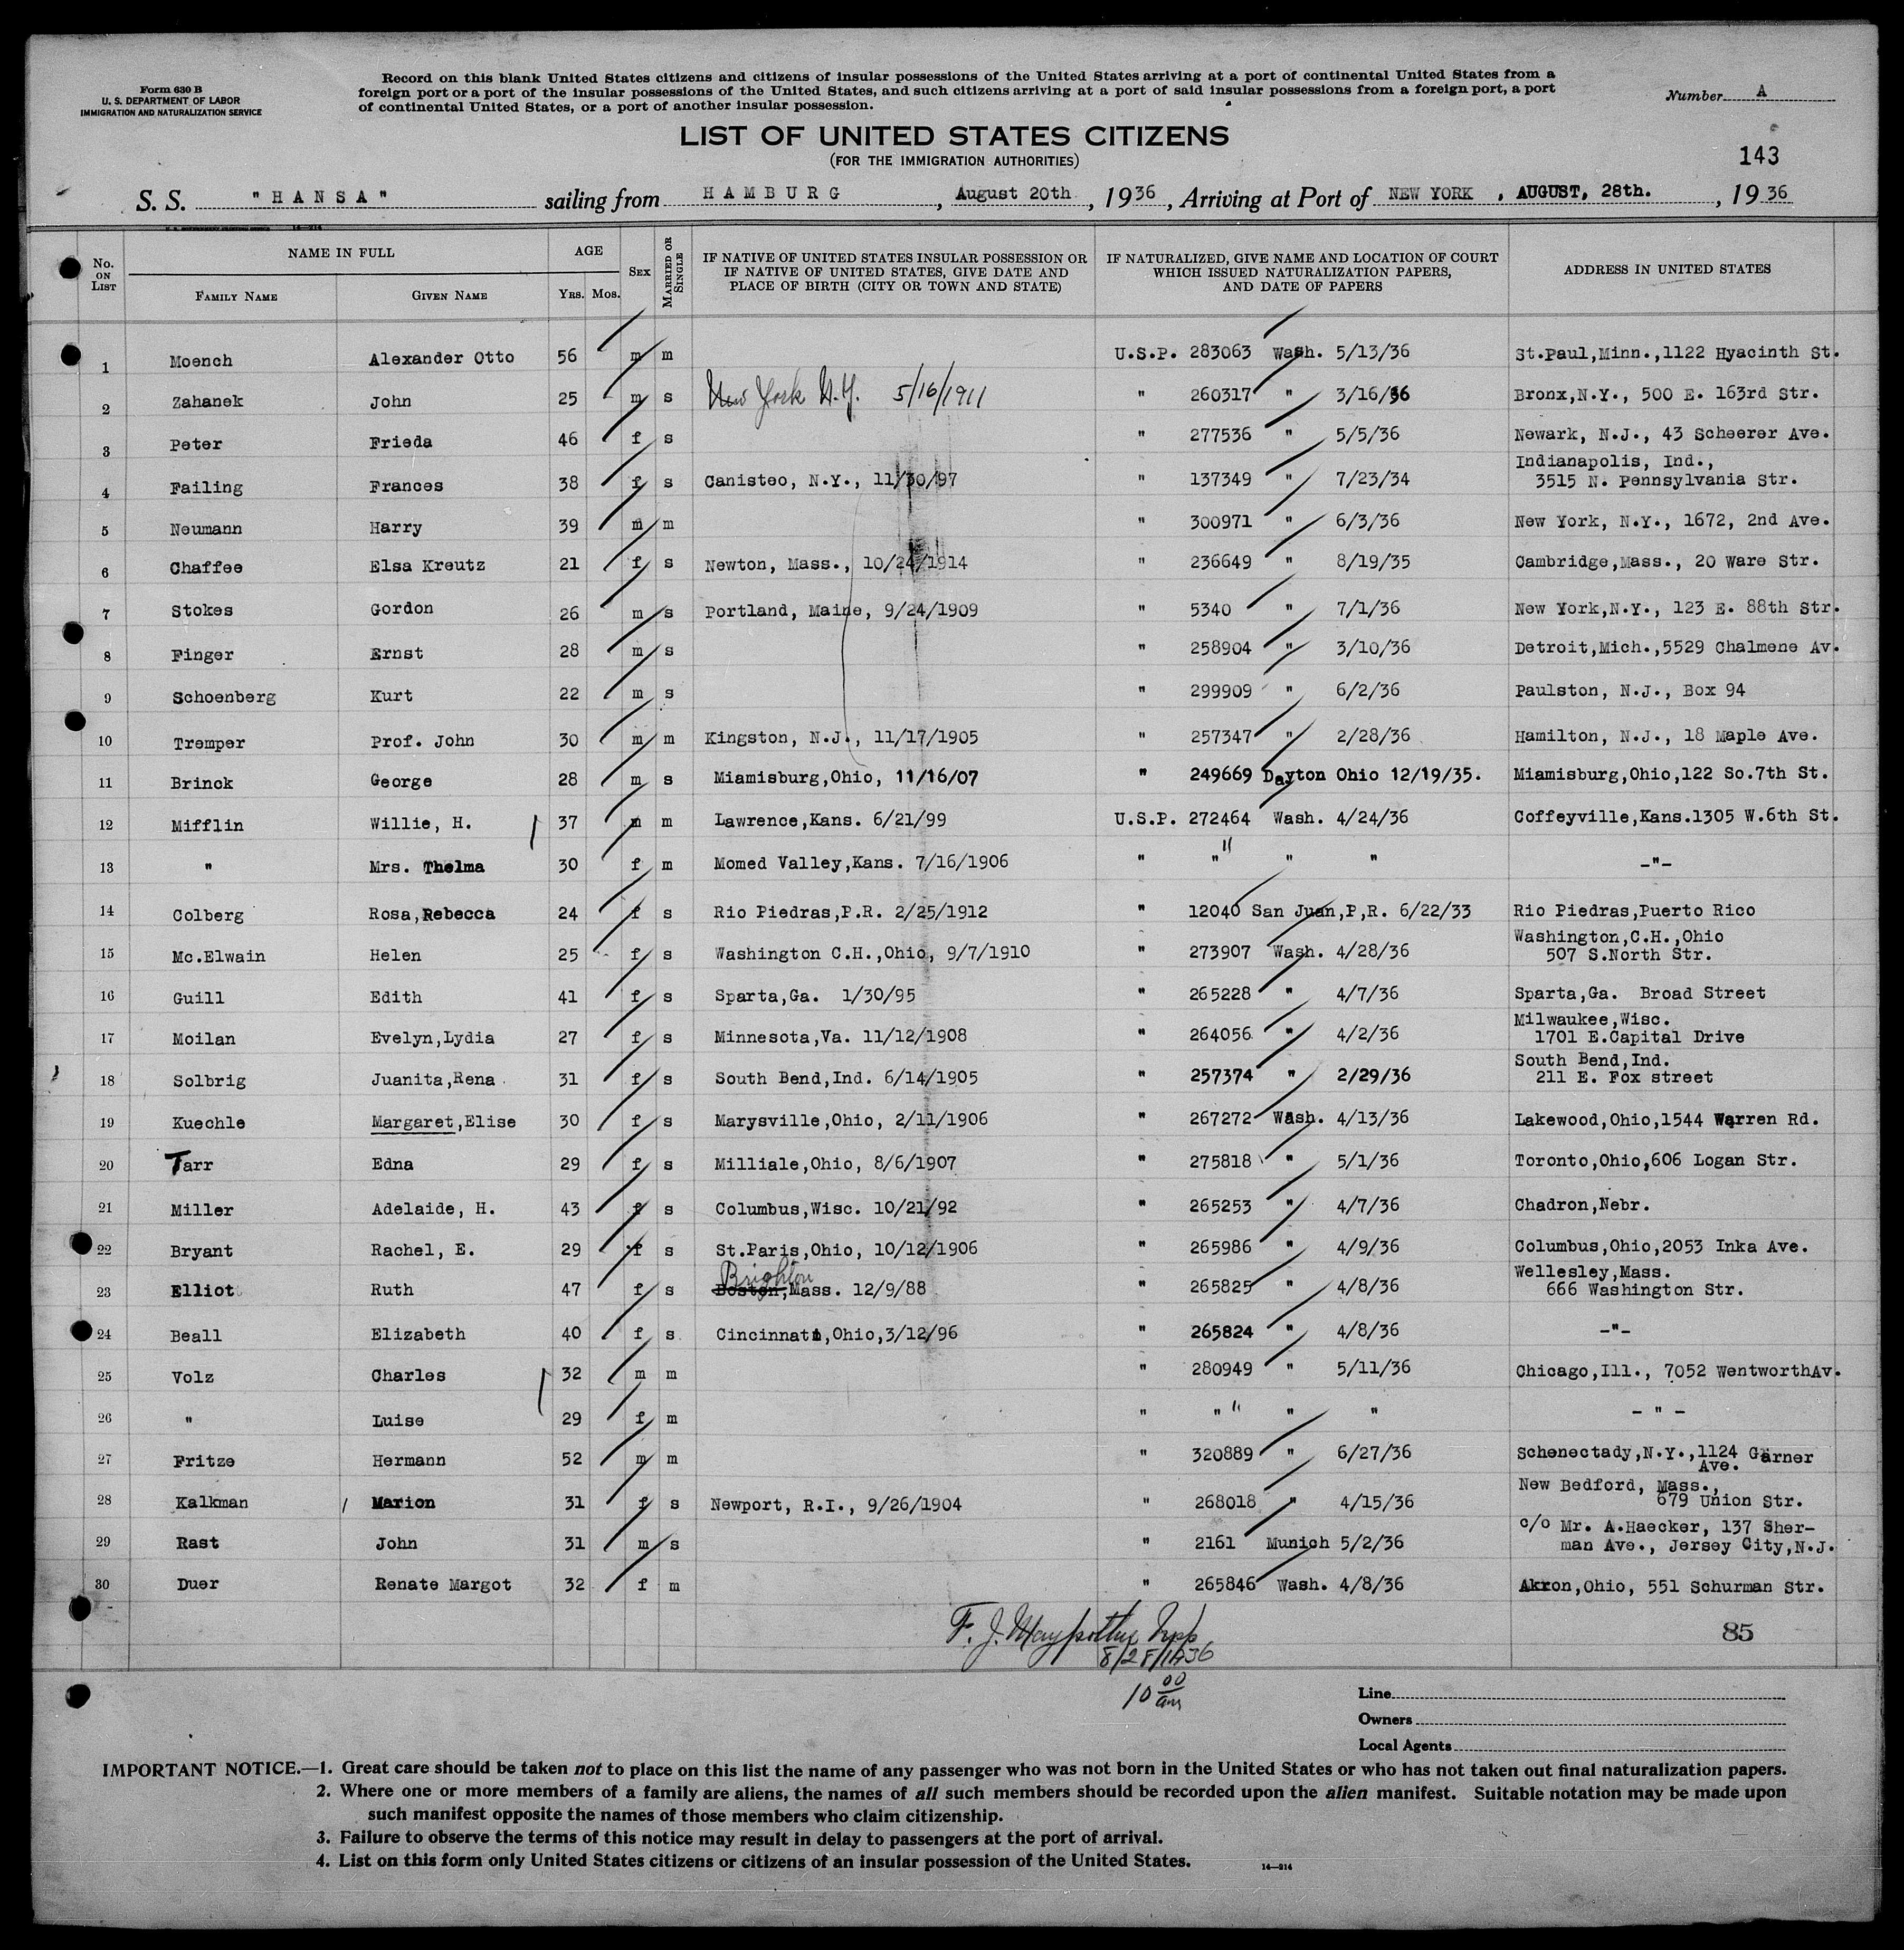 Form 630 B
U. S. DEPARTMENT OF LABOR
IMMIGRATION AND NATURALIZATION SERVICE
Record on this blank United States citizens and citizens of insular possessions of the United States arriving at a port of continental United States from a
foreign port or a port of the insular possessions of the United States, and such citizens arriving at a port of said insular possessions from a foreign port, a port
of continental United States, or a port of another insular possession.
Number A
LIST OF UNITED STATES CITIZENS
(FOR THE IMMIGRATION AUTHORITIES)
143
S. S. "HANSA" sailing from HAMBURG, August 20th, 1936, Arriving at Port of NEW YORK, AUGUST, 28th., 1936
No. ON LIST
NAME IN FULL
FAMILY NAME
GIVEN NAME
AGE
YRS. MOS.
SEX
MARRIED OR SINGLE
IF NATIVE OF UNITED STATES INSULAR POSSESSION OR
IF NATIVE OF UNITED STATES, GIVE DATE AND
PLACE OF BIRTH (CITY OR TOWN AND STATE)
IF NATURALIZED, GIVE NAME AND LOCATION OF COURT
WHICH ISSUED NATURALIZATION PAPERS,
AND DATE OF PAPERS
ADDRESS IN UNITED STATES
1 Moench Alexander Otto 56 m m U.S.P. 283063 Wash. 5/13/36 St.Paul,Minn.,1122 Hyacinth St.
2 Zahanek John 25 m s New York N.Y. 5/16/1911 " 260317 " 3/16/36 Bronx,N.Y., 500 E. 163rd Str.
3 Peter Frieda 46 f s " 277536 " 5/5/36 Newark, N.J., 43 Scheerer Ave.
4 Failing Frances 38 f s Canisteo, N.Y., 11/30/97 " 137349 " 7/23/34 Indianapolis, Ind.,
3515 N. Pennsylvania Str.
5 Neumann Harry 39 m m " 300971 " 6/3/36 New York, N.Y., 1672, 2nd Ave.
6 Chaffee Elsa Kreutz 21 f s Newton, Mass., 10/24/1914 " 236649 " 8/19/35 Cambridge,Mass., 20 Ware Str.
7 Stokes Gordon 26 m s Portland, Maine, 9/24/1909 " 5340 " 7/1/36 New York,N.Y., 123 E. 88th Str.
8 Finger Ernst 28 m s " 258904 " 3/10/36 Detroit,Mich.,5529 Chalmene Av.
9 Schoenberg Kurt 22 m s " 299909 " 6/2/36 Paulston, N.J., Box 94
10 Tremper Prof. John 30 m m Kingston, N.J., 11/17/1905 " 257347 " 2/28/36 Hamilton, N.J., 18 Maple Ave.
11 Brinck George 28 m s Miamisburg,Ohio, 11/16/07 " 249669 Dayton Ohio 12/19/35. Miamisburg,Ohio,122 So.7th St.
12 Mifflin Willie, H. 37 m m Lawrence,Kans. 6/21/99 U.S.P. 272464 Wash. 4/24/36 Coffeyville,Kans.1305 W.6th St.
13 " Mrs. Thelma 30 f m Momed Valley,Kans. 7/16/1906 " " " " -"-
14 Colberg Rosa,Rebecca 24 f s Rio Piedras,P.R. 2/25/1912 " 12040 San Juan,P,R. 6/22/33 Rio Piedras,Puerto Rico
15 Mc.Elwain Helen 25 f s Washington C.H.,Ohio, 9/7/1910 " 273907 Wash. 4/28/36 Washington,C.H.,Ohio
507 S.North Str.
16 Guill Edith 41 f s Sparta,Ga. 1/30/95 " 265228 " 4/7/36 Sparta,Ga. Broad Street
17 Moilan Evelyn,Lydia 27 f s Minnesota,Va. 11/12/1908 " 264056 " 4/2/36 Milwaukee,Wisc.
1701 E.Capital Drive
18 Solbrig Juanita,Rena 31 f s South Bend,Ind. 6/14/1905 " 257374 " 2/29/36 South Bend,Ind.
211 E. Fox street
19 Kuechle Margaret,Elise 30 f s Marysville,Ohio, 2/11/1906 " 267272 Wash. 4/13/36 Lakewood,Ohio,1544 Warren Rd.
20 Tarr Edna 29 f s Milliale,Ohio, 8/6/1907 " 275818 " 5/1/36 Toronto,Ohio,606 Logan Str.
21 Miller Adelaide, H. 43 f s Columbus,Wisc. 10/21/92 " 265253 " 4/7/36 Chadron,Nebr.
22 Bryant Rachel, E. 29 f s St.Paris,Ohio, 10/12/1906 " 265986 " 4/9/36 Columbus,Ohio,2053 Inka Ave.
23 Elliot Ruth 47 f s Brighton Boston,Mass. 12/9/88 " 265825 " 4/8/36 Wellesley,Mass.
666 Washington Str.
24 Beall Elizabeth 40 f s Cincinnati,Ohio,3/12/96 " 265824 " 4/8/36 -"-
25 Volz Charles 32 m m " 280949 " 5/11/36 Chicago,Ill., 7052 WentworthAv.
26 " Luise 29 f m " " " " - " -
27 Fritze Hermann 52 m m " 320889 " 6/27/36 Schenectady,N.Y.,1124 Garner
Ave.
28 Kalkman Marion 31 f s Newport, R.I., 9/26/1904 " 268018 " 4/15/36 New Bedford, Mass.,
679 Union Str.
29 Rast John 31 m s " 2161 Munich 5/2/36 c/o Mr. A.Haecker, 137 Sher-
man Ave., Jersey City,N.J.
30 Duer Renate Margot 32 f m " 265846 Wash. 4/8/36 Akron,Ohio, 551 Schurman Str.
F. J.
8/28/1936
10 00 am
85
Line
Owners
Local Agents
IMPORTANT NOTICE.—1. Great care should be taken not to place on this list the name of any passenger who was not born in the United States or who has not taken out final naturalization papers.
2. Where one or more members of a family are aliens, the names of all such members should be recorded upon the alien manifest. Suitable notation may be made upon
such manifest opposite the names of those members who claim citizenship.
3. Failure to observe the terms of this notice may result in delay to passengers at the port of arrival.
4. List on this form only United States citizens or citizens of an insular possession of the United States.
14—214